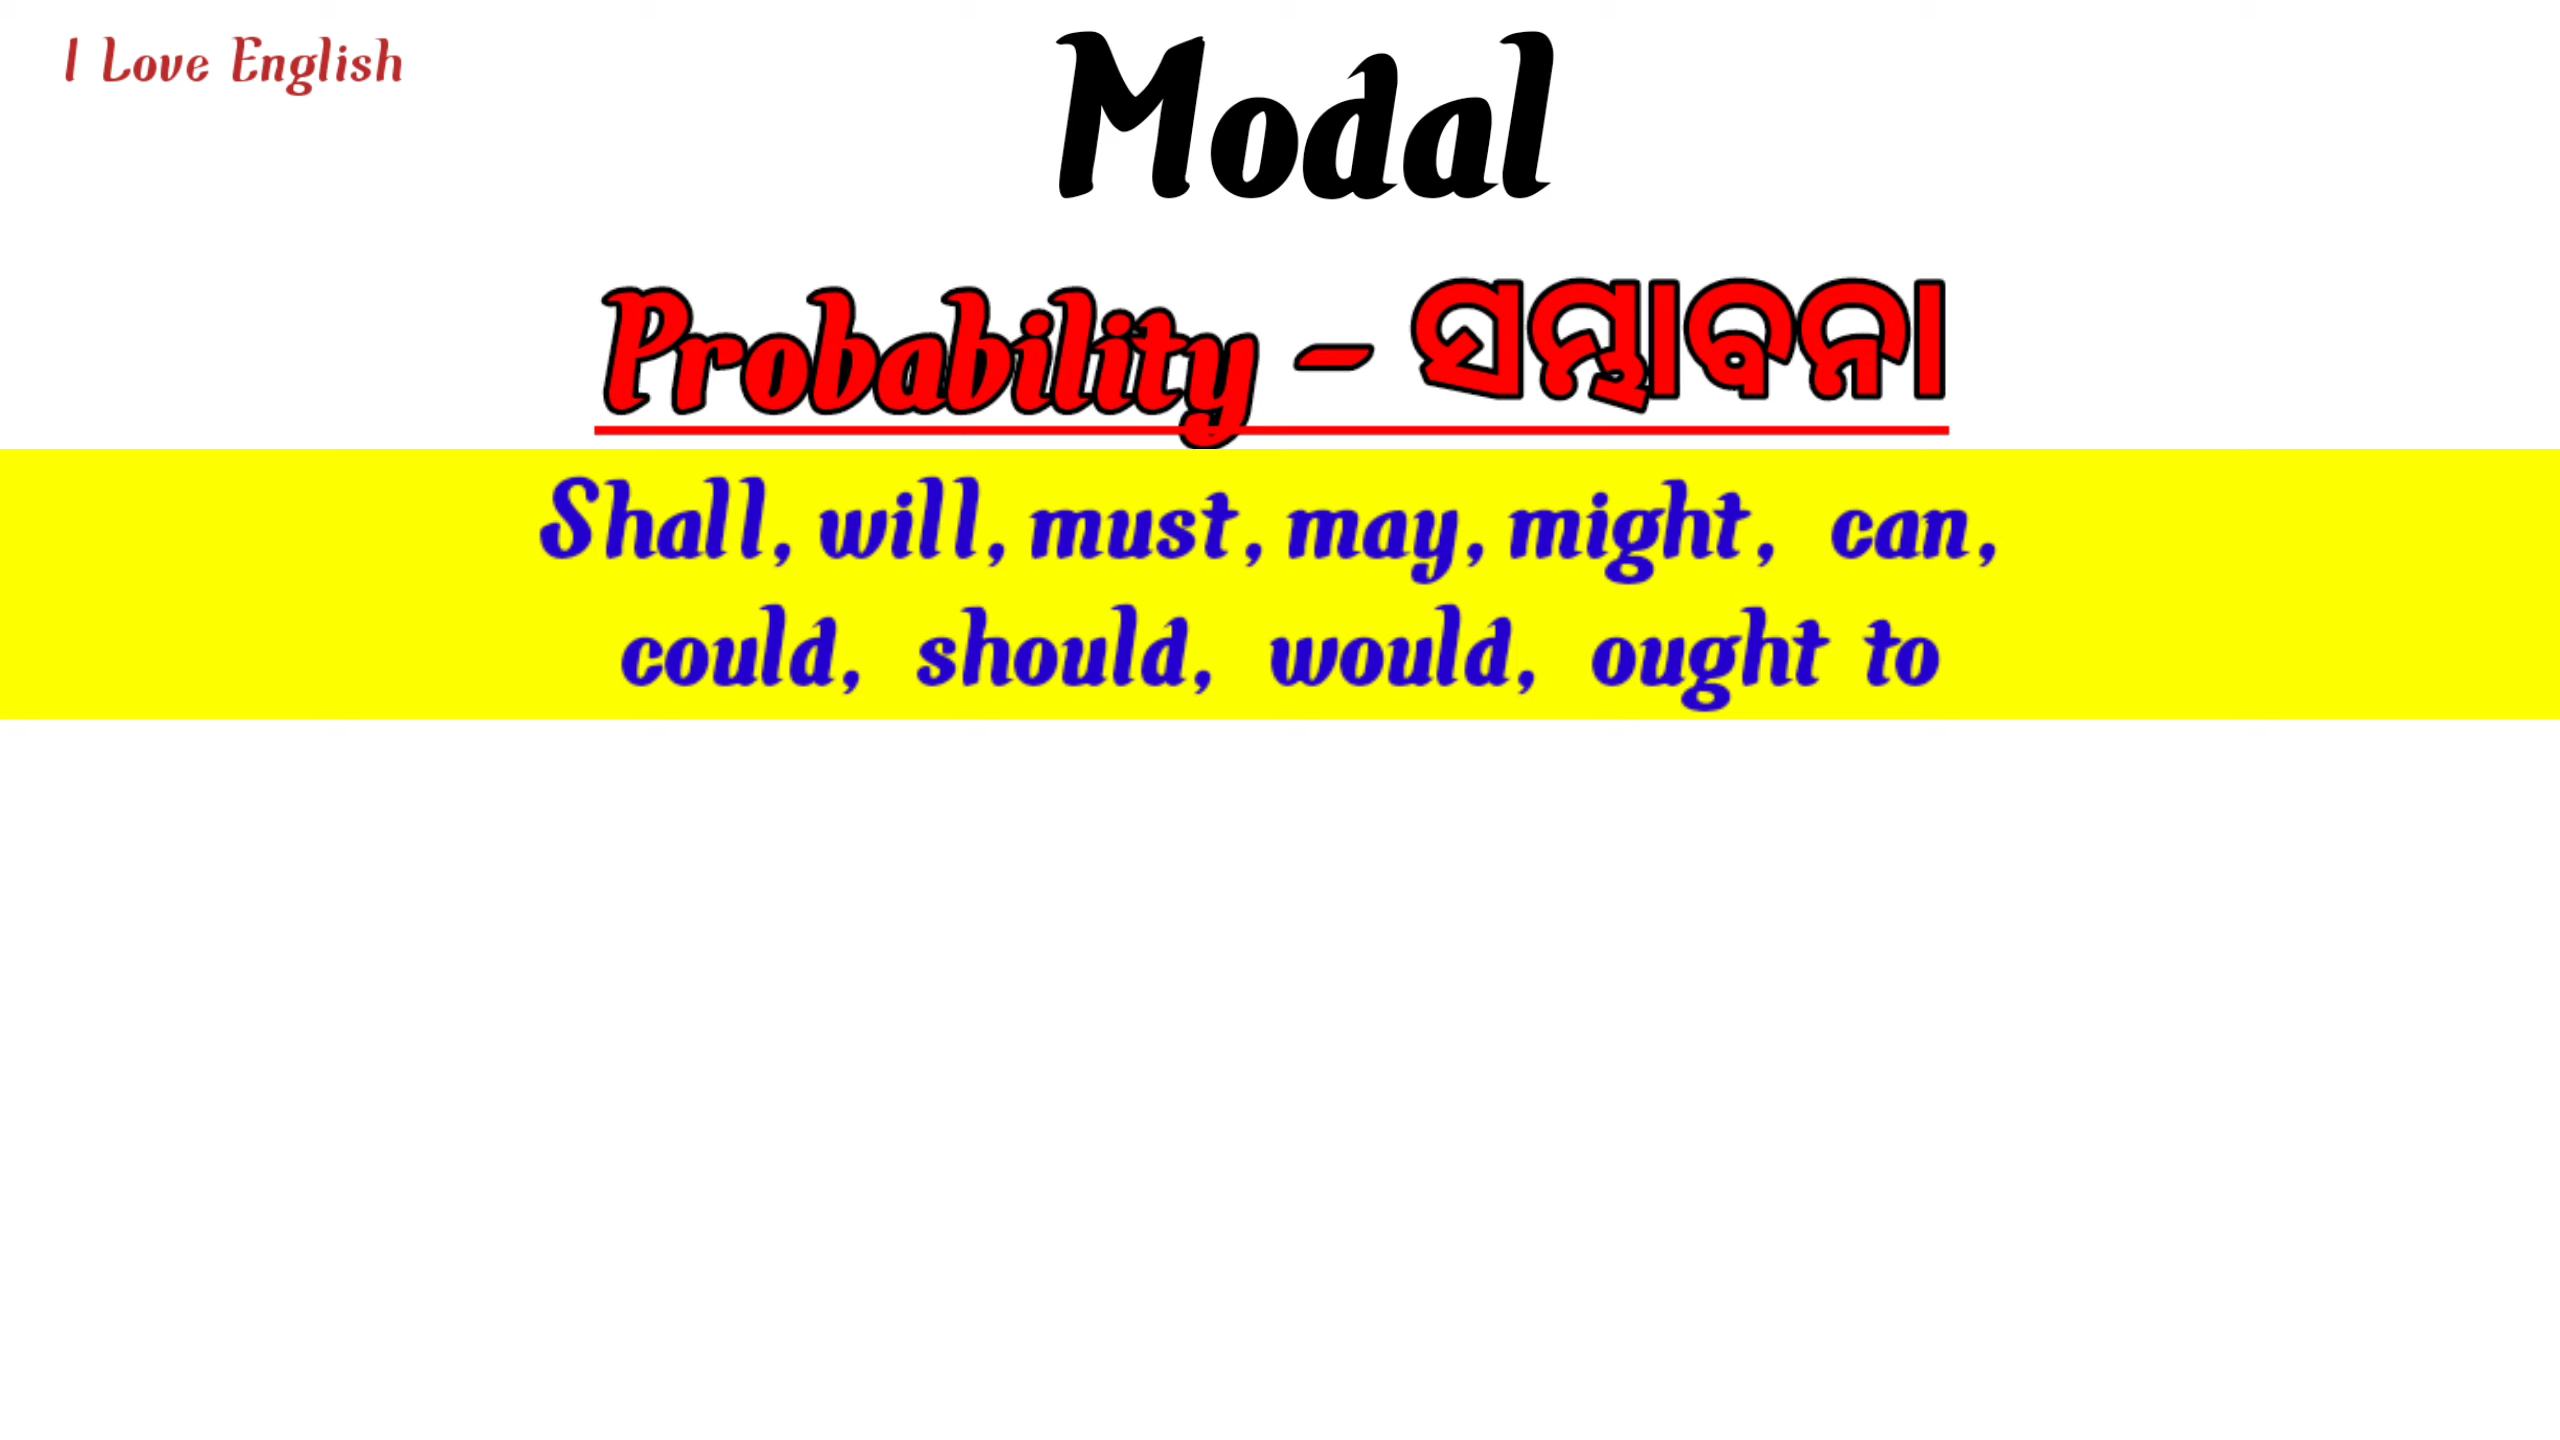 I Love English
Modal
Probability - ସମ୍ଭାବନା
Shall, will, must, may, might, can,
could, should, would, ought to